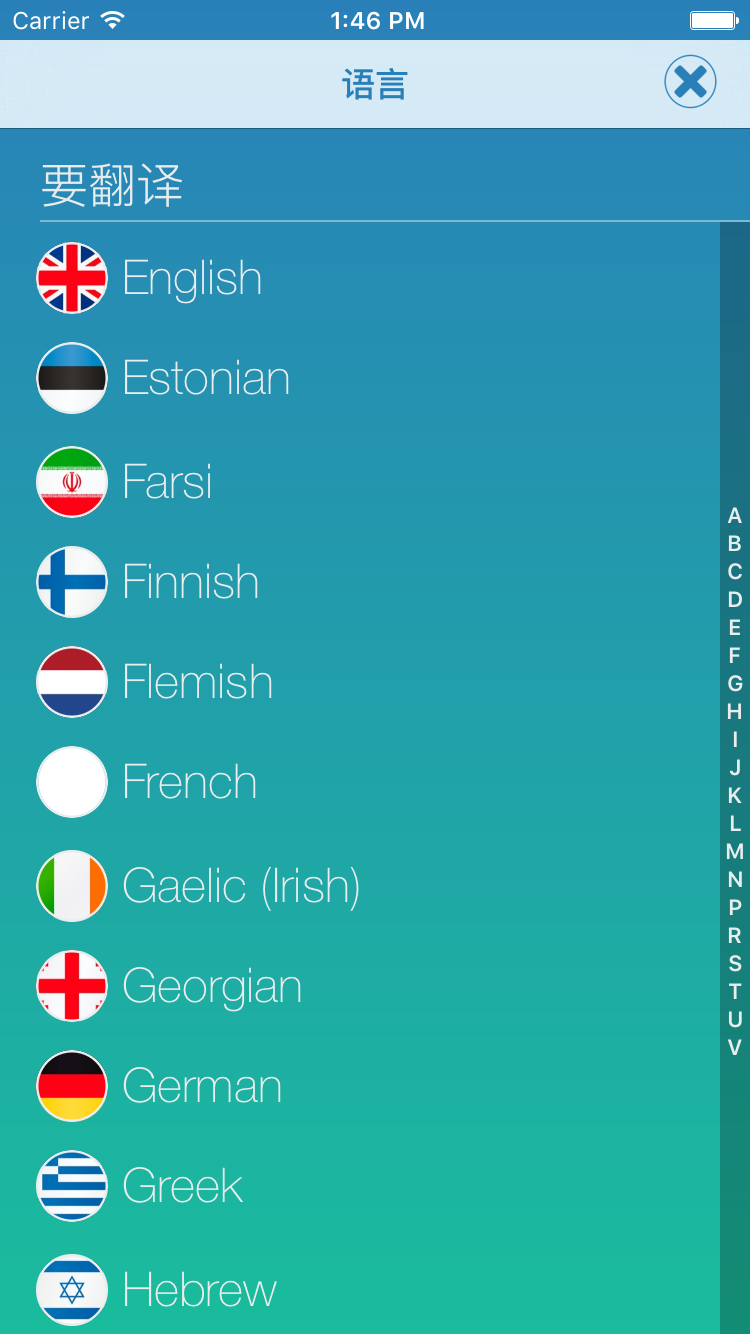 Carrier 1:46 PM
语言
要翻译
English
Estonian
Farsi
Finnish
Flemish
French
Gaelic (Irish)
Georgian
German
Greek
Hebrew
A
B
C
D
E
F
G
H
I
J
K
L
M
N
P
R
S
T
U
V